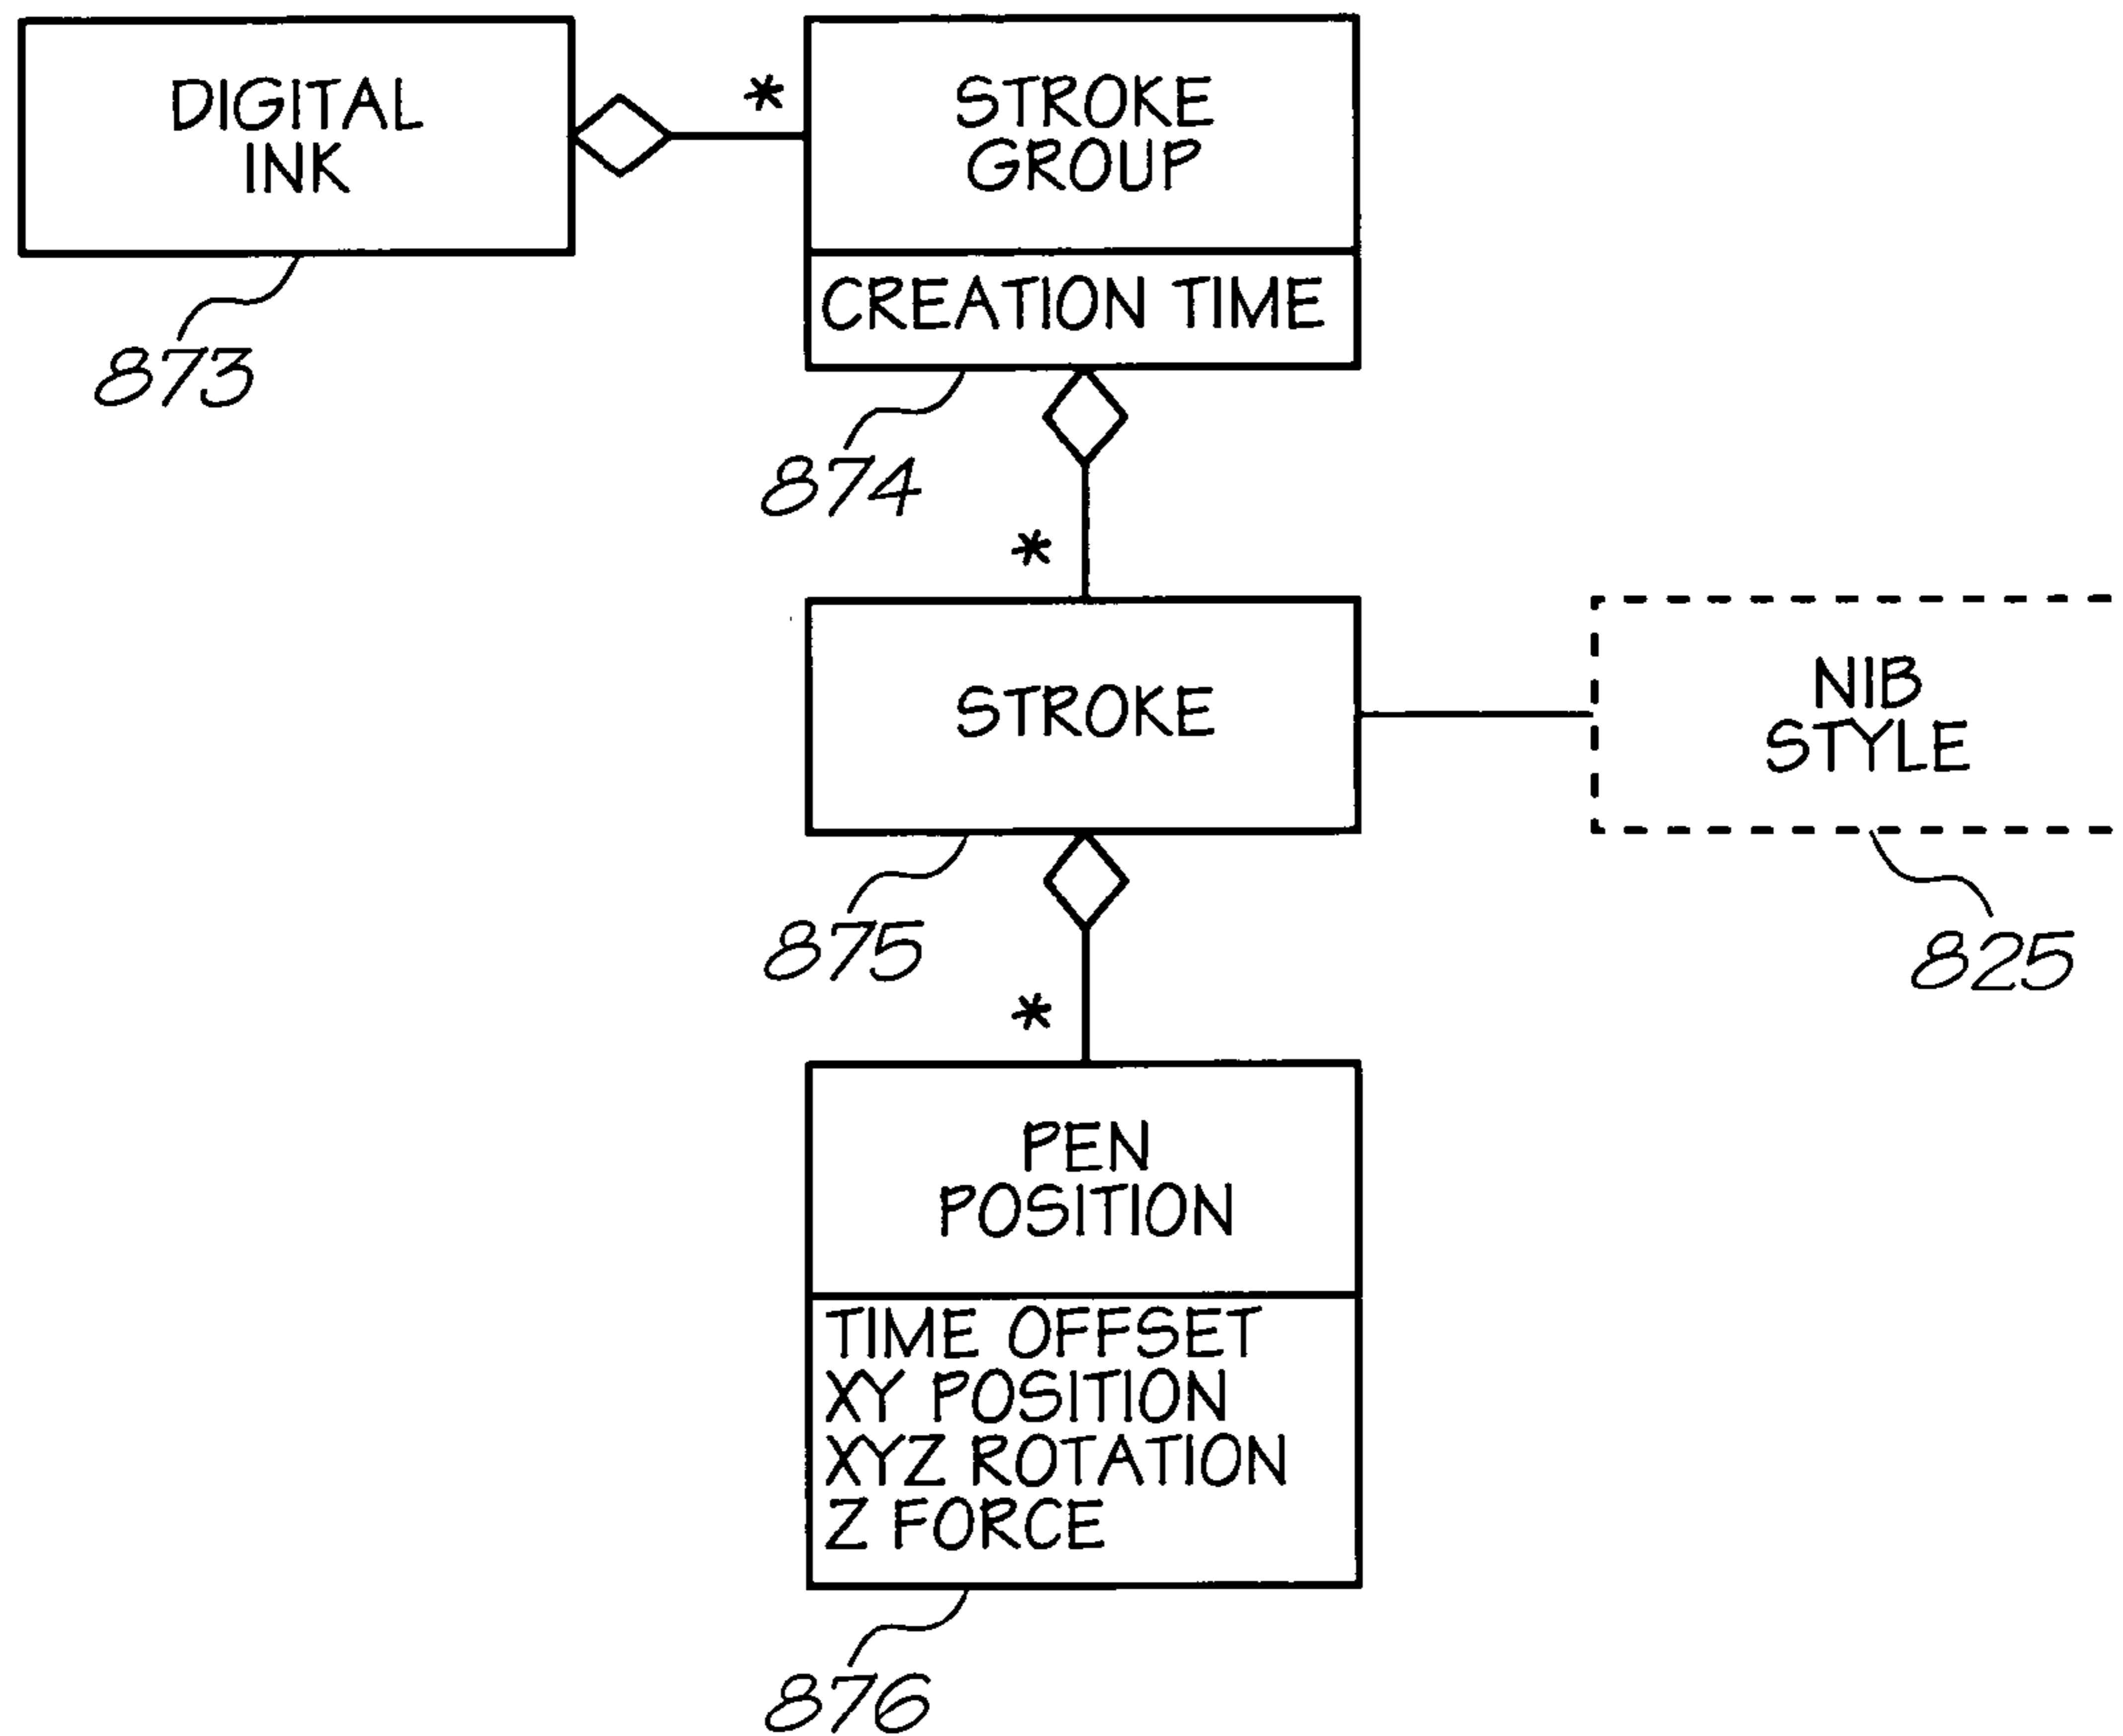 DIGITAL
INK
873
*
STROKE
GROUP
CREATION TIME
874
*
STROKE
875
NIB
STYLE
825
*
PEN
POSITION
TIME OFFSET
XY POSITION
XYZ ROTATION
Z FORCE
876